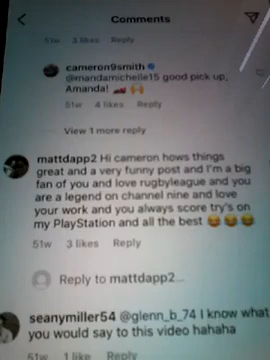 Comments
51w 3 likes Reply
cameron9smith
@mandamichelle15 good pick up,
Amanda!
51w 4 likes Reply
View 1 more reply
mattdapp2 Hi cameron hows things
great and a very funny post and I'm a big
fan of you and love rugbyleague and you
are a legend on channel nine and love
your work and you always score try's on
my PlayStation and all the best 😂😂😂
51w 3 likes Reply
Reply to mattdapp2...
seanymiller54 @glenn_b_74 I know what
you would say to this video hahaha
51w 1 like Reply